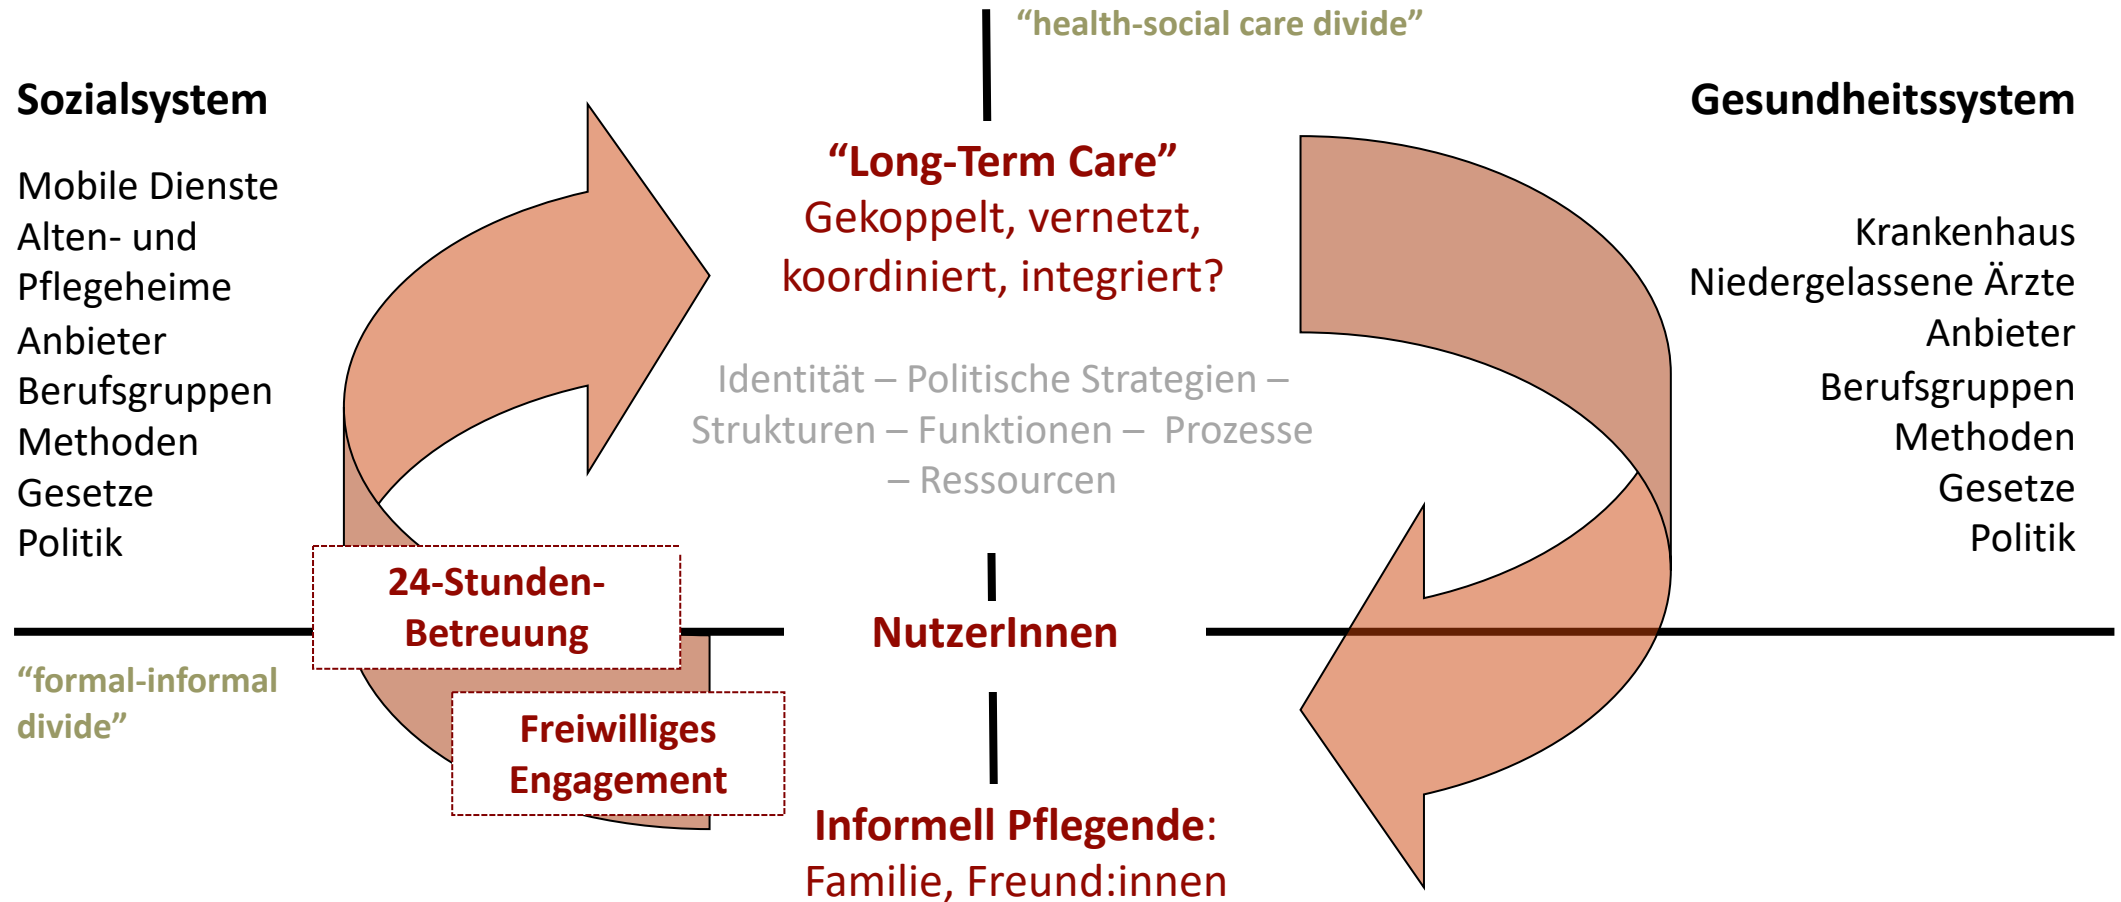 “health-social care divide”
Sozialsystem
Mobile Dienste
Alten- und
Pflegeheime
Anbieter
Berufsgruppen
Methoden
Gesetze
Politik
“Long-Term Care”
Gekoppelt, vernetzt,
koordiniert, integriert?
Identität – Politische Strategien –
Strukturen – Funktionen –  Prozesse
– Ressourcen
Gesundheitssystem
Krankenhaus
Niedergelassene Ärzte
Anbieter
Berufsgruppen
Methoden
Gesetze
Politik
24-Stunden-
Betreuung
NutzerInnen
“formal-informal
divide”
Freiwilliges
Engagement
Informell Pflegende:
Familie, Freund:innen